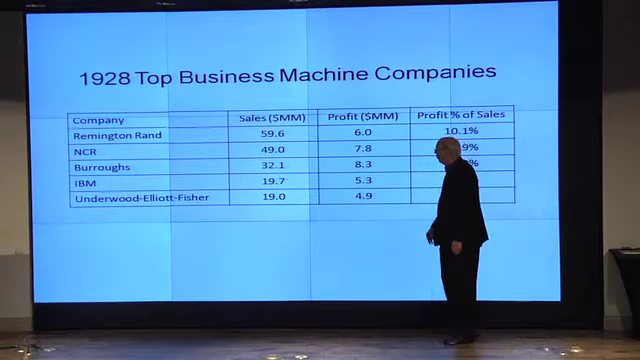 1928 Top Business Machine Companies
Company Sales ($MM) Profit ($MM) Profit % of Sales
Remington Rand 59.6 6.0 10.1%
NCR 49.0 7.8 9%
Burroughs 32.1 8.3 %
IBM 19.7 5.3
Underwood-Elliott-Fisher 19.0 4.9